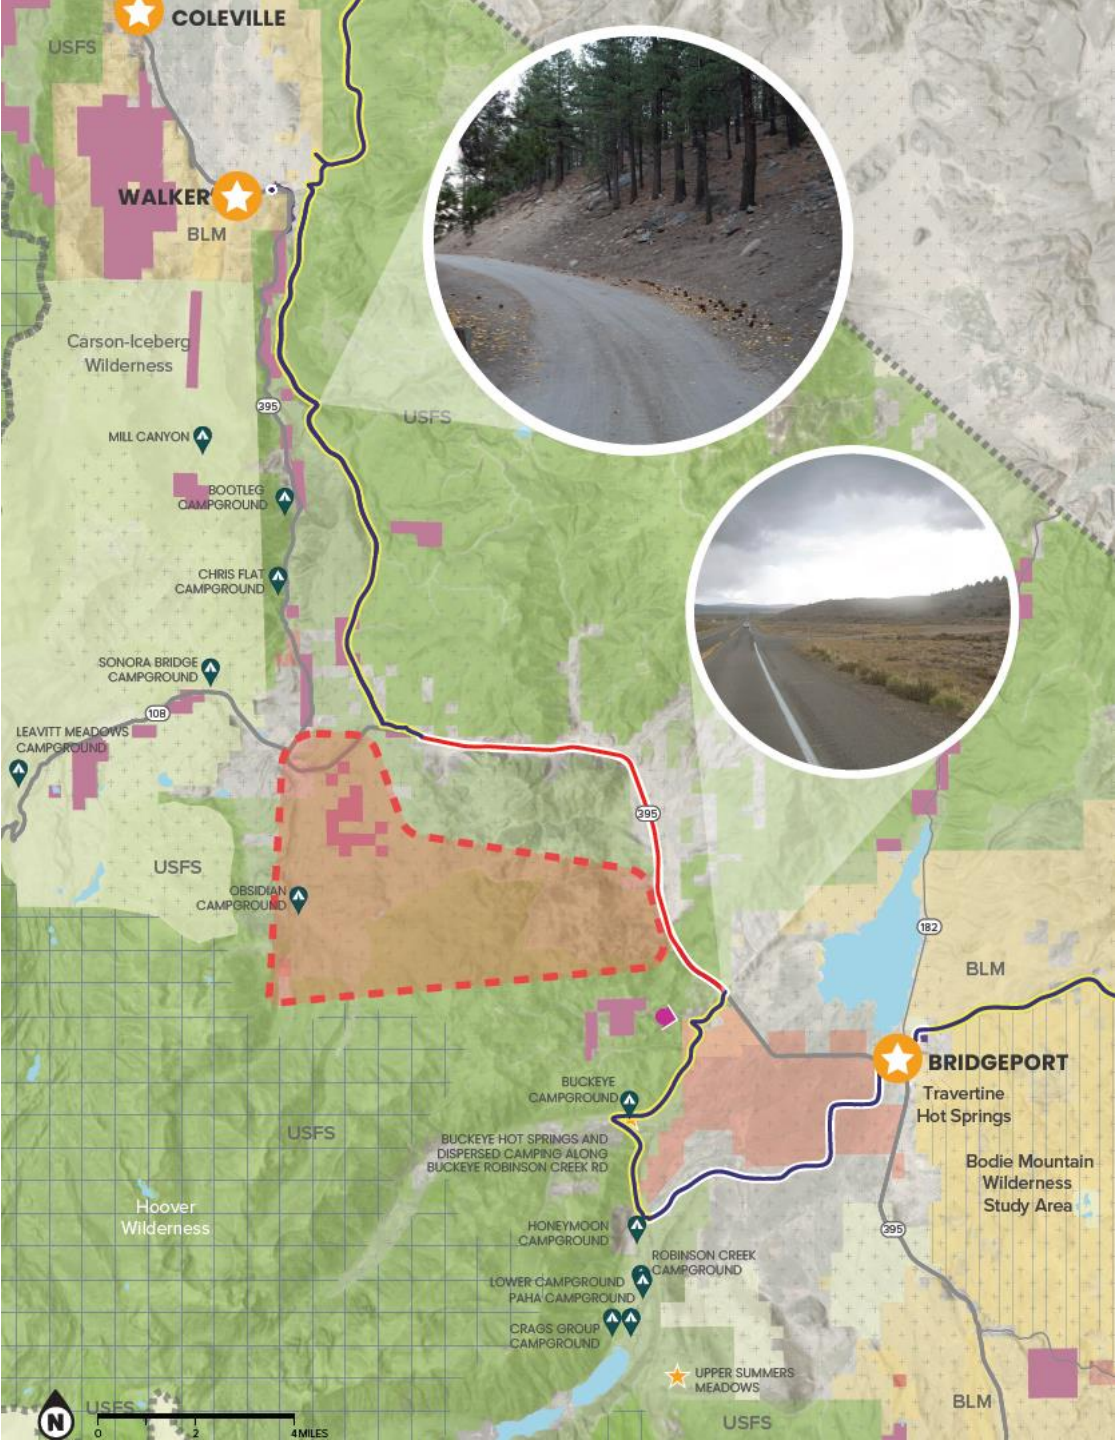 COLEVILLE
USFS
WALKER
BLM
Carson-Iceberg
Wilderness
395
USFS
MILL CANYON
BOOTLEG
CAMPGROUND
CHRIS FLAT
CAMPGROUND
SONORA BRIDGE
CAMPGROUND
108
LEAVITT MEADOWS
CAMPGROUND
395
USFS
OBSIDIAN
CAMPGROUND
182
BLM
BRIDGEPORT
Travertine
Hot Springs
BUCKEYE
CAMPGROUND
USFS
BUCKEYE HOT SPRINGS AND
DISPERSED CAMPING ALONG
BUCKEYE ROBINSON CREEK RD
Bodie Mountain
Wilderness
Study Area
Hoover
Wilderness
HONEYMOON
CAMPGROUND
395
ROBINSON CREEK
CAMPGROUND
LOWER CAMPGROUND
PAHA CAMPGROUND
CRAGS GROUP
CAMPGROUND
UPPER SUMMERS
MEADOWS
BLM
USFS
USFS
N
0 2 4 MILES